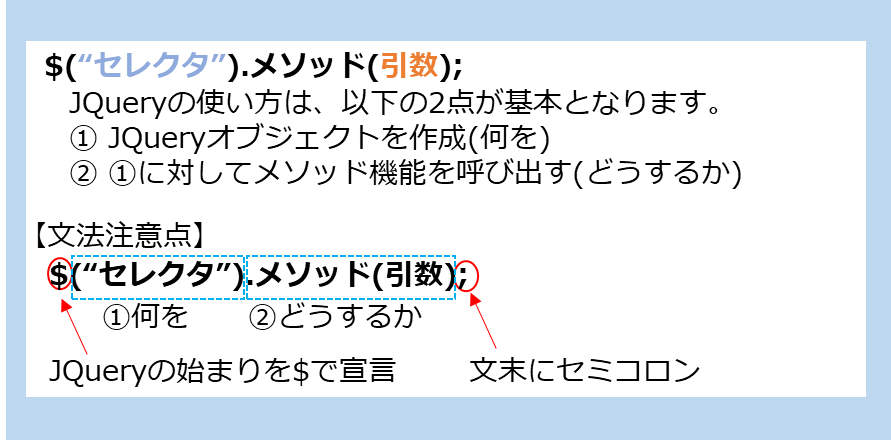 $(“セレクタ”).メソッド(引数);
JQueryの使い方は、以下の2点が基本となります。
① JQueryオブジェクトを作成(何を)
② ①に対してメソッド機能を呼び出す(どうするか)
【文法注意点】
$(“セレクタ”).メソッド(引数);
①何を ②どうするか
JQueryの始まりを$で宣言 文末にセミコロン